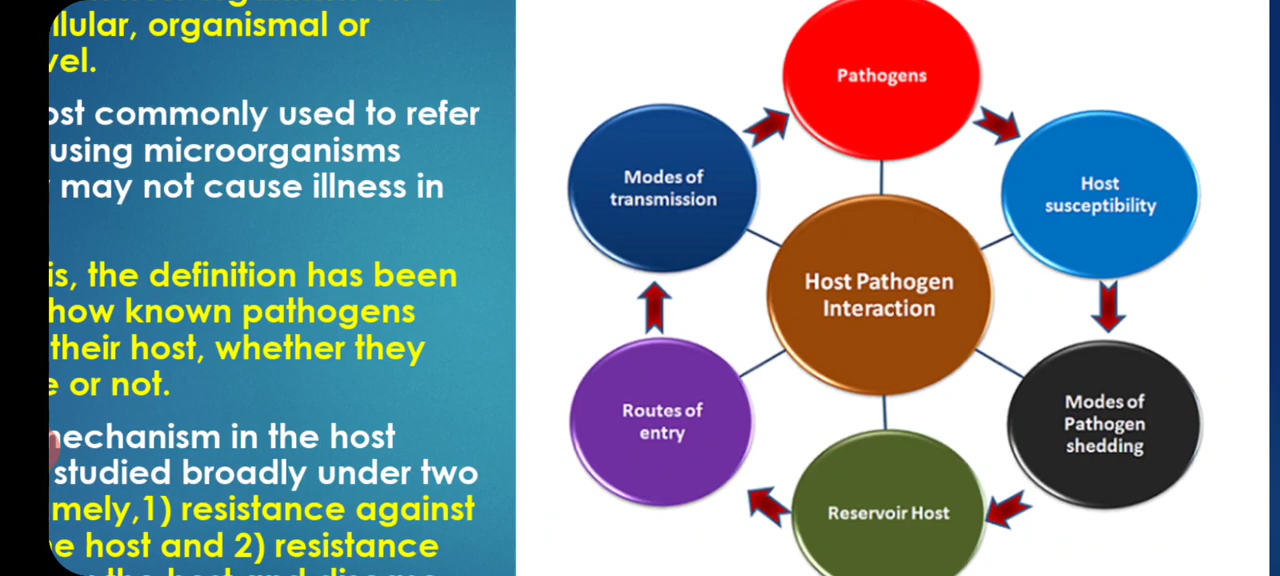 llular, organismal or
vel.
ost commonly used to refer
using microorganisms
may not cause illness in
is, the definition has been
how known pathogens
their host, whether they
e or not.
mechanism in the host
studied broadly under two
mely,1) resistance against
e host and 2) resistance
Pathogens
Host
susceptibility
Modes of
Pathogen
shedding
Reservoir Host
Routes of
entry
Modes of
transmission
Host Pathogen
Interaction